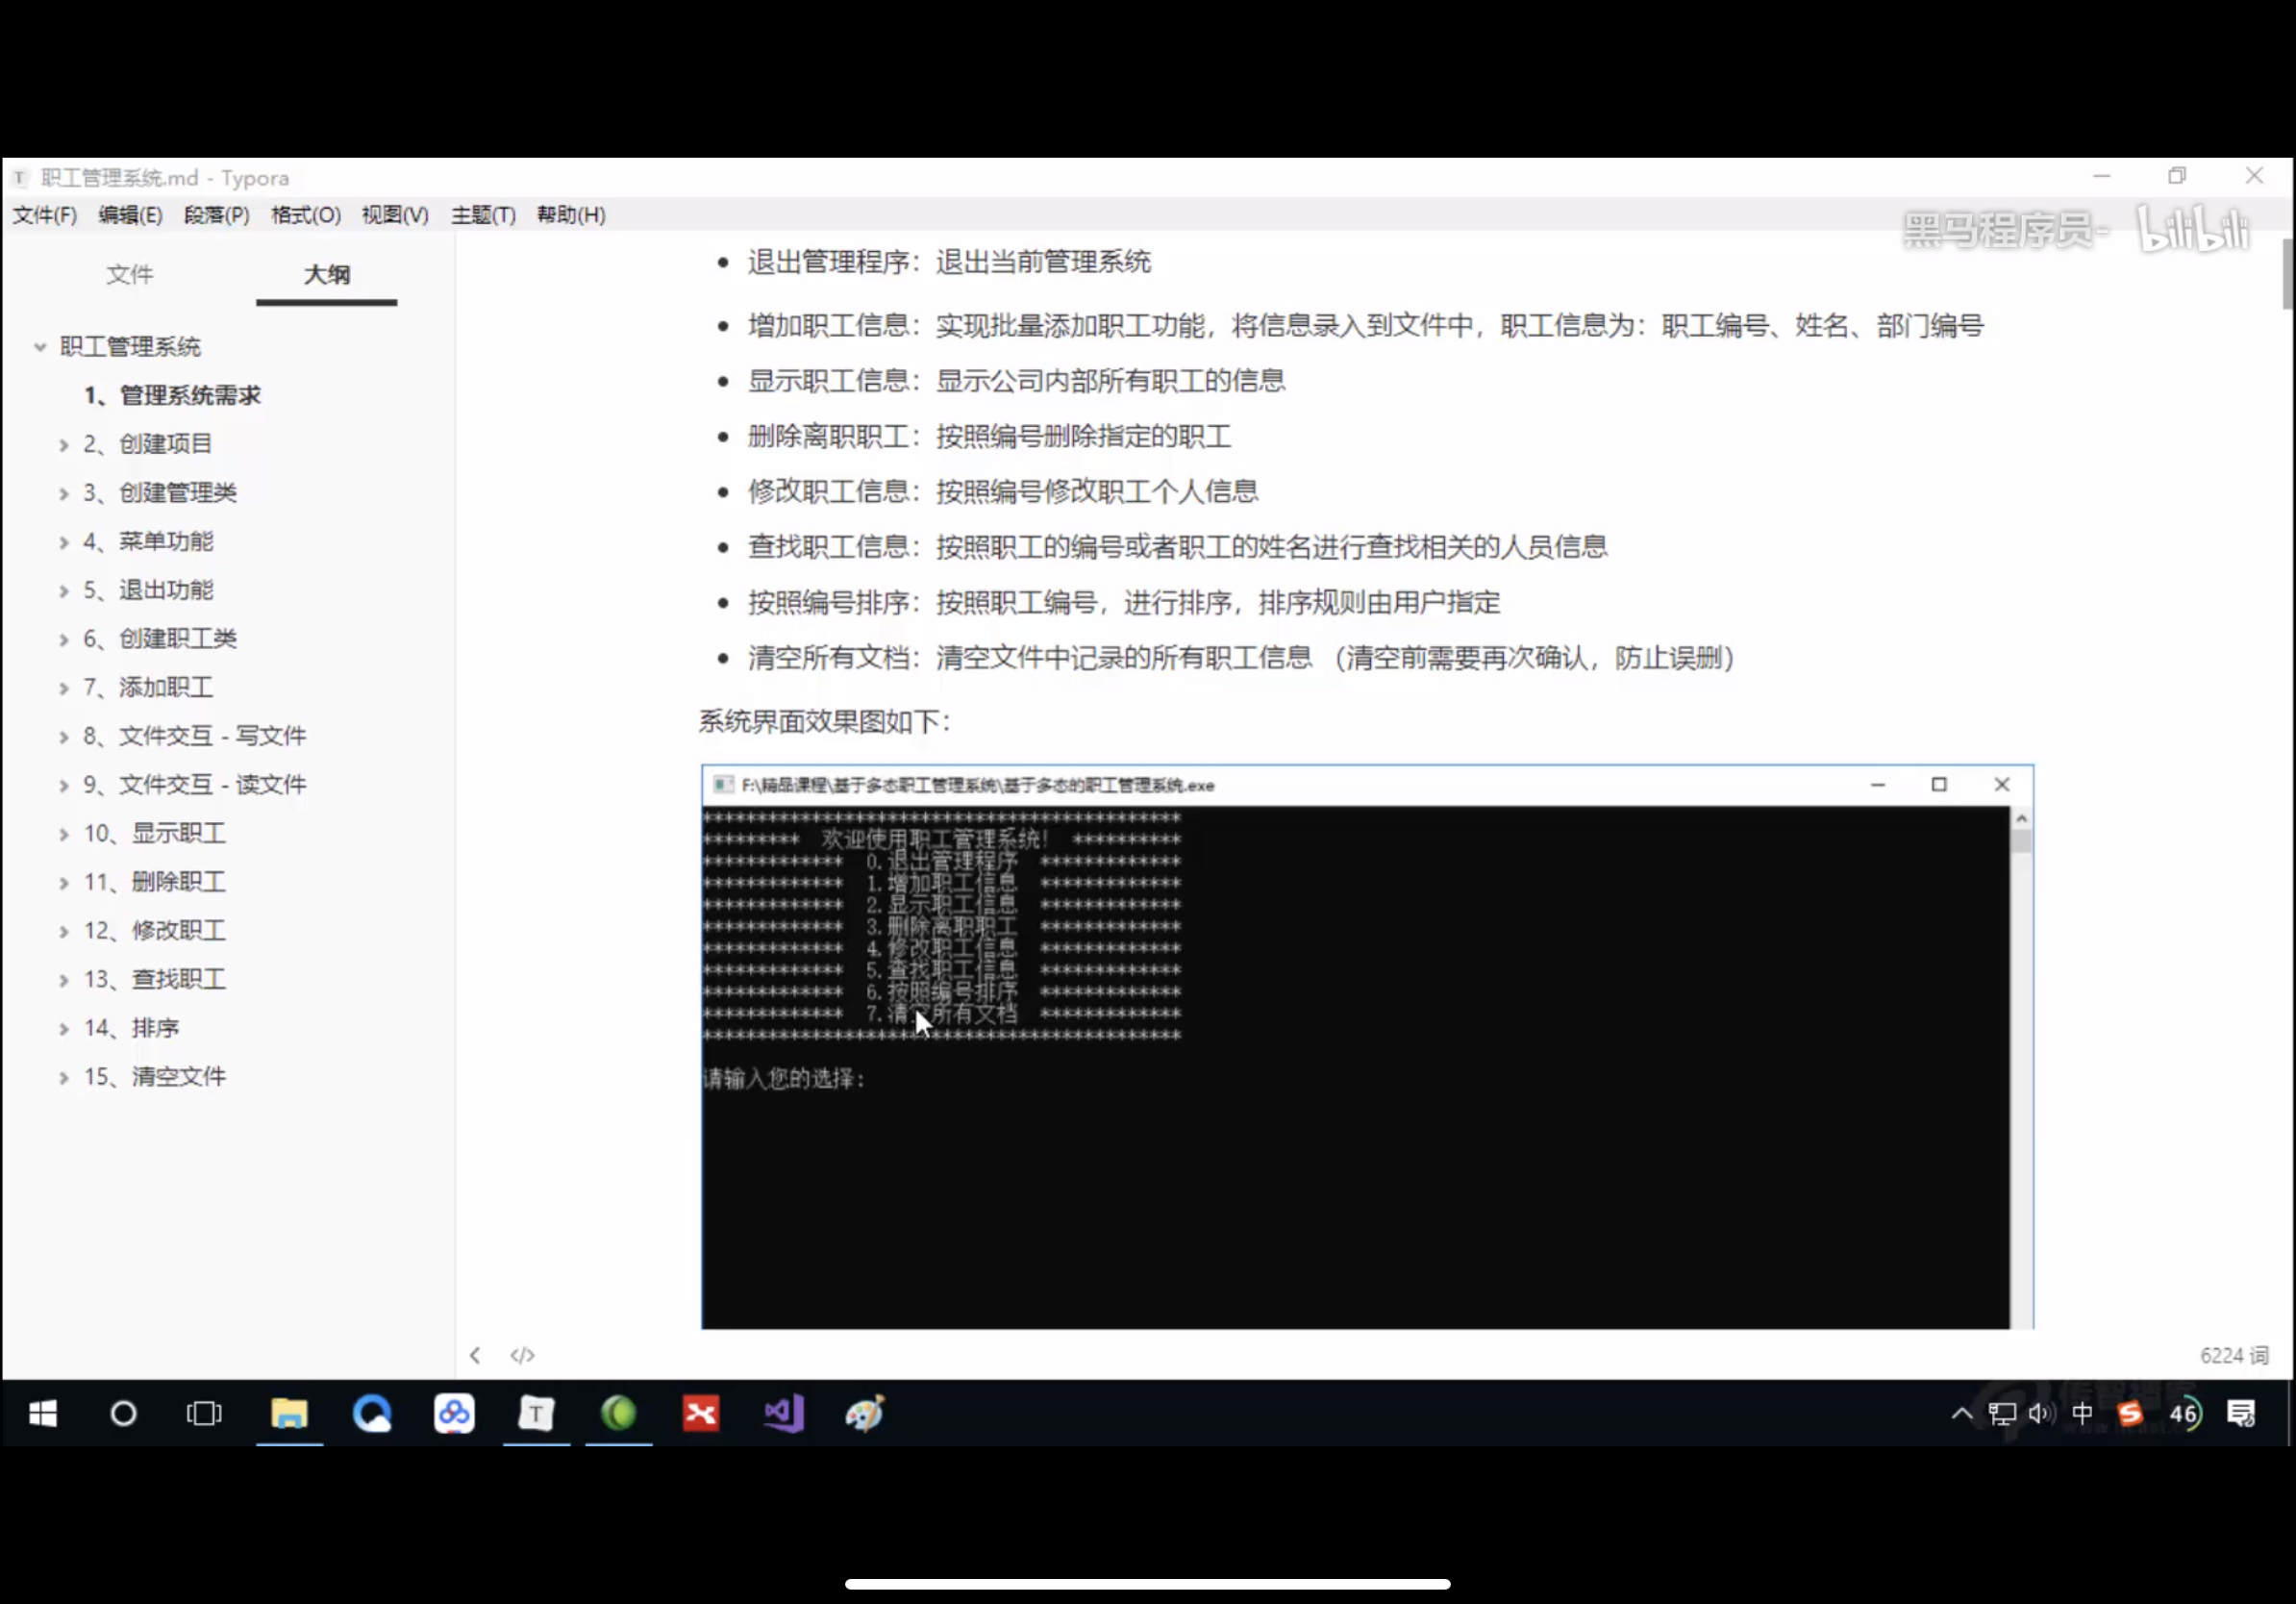 职工管理系统.md - Typora
文件(F) 编辑(E) 段落(P) 格式(O) 视图(V) 主题(T) 帮助(H)
黑马程序员- bilibili
文件 大纲
职工管理系统
1、管理系统需求
2、创建项目
3、创建管理类
4、菜单功能
5、退出功能
6、创建职工类
7、添加职工
8、文件交互 - 写文件
9、文件交互 - 读文件
10、显示职工
11、删除职工
12、修改职工
13、查找职工
14、排序
15、清空文件
退出管理程序：退出当前管理系统
增加职工信息：实现批量添加职工功能，将信息录入到文件中，职工信息为：职工编号、姓名、部门编号
显示职工信息：显示公司内部所有职工的信息
删除离职职工：按照编号删除指定的职工
修改职工信息：按照编号修改职工个人信息
查找职工信息：按照职工的编号或者职工的姓名进行查找相关的人员信息
按照编号排序：按照职工编号，进行排序，排序规则由用户指定
清空所有文档：清空文件中记录的所有职工信息 （清空前需要再次确认，防止误删）
系统界面效果图如下：
F:\精品课程\基于多态职工管理系统\基于多态的职工管理系统.exe
********************************************
********* 欢迎使用职工管理系统！ **********
************* 0.退出管理程序 *************
************* 1.增加职工信息 *************
************* 2.显示职工信息 *************
************* 3.删除离职职工 *************
************* 4.修改职工信息 *************
************* 5.查找职工信息 *************
************* 6.按照编号排序 *************
************* 7.清空所有文档 *************
********************************************
请输入您的选择：
6224 词
中 46